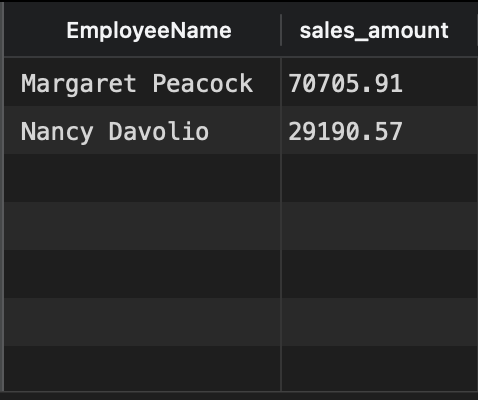 EmployeeName sales_amount
Margaret Peacock 70705.91
Nancy Davolio 29190.57